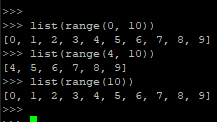 >>>
>>> list(range(0, 10))
[0, 1, 2, 3, 4, 5, 6, 7, 8, 9]
>>> list(range(4, 10))
[4, 5, 6, 7, 8, 9]
>>> list(range(10))
[0, 1, 2, 3, 4, 5, 6, 7, 8, 9]
>>>
>>>